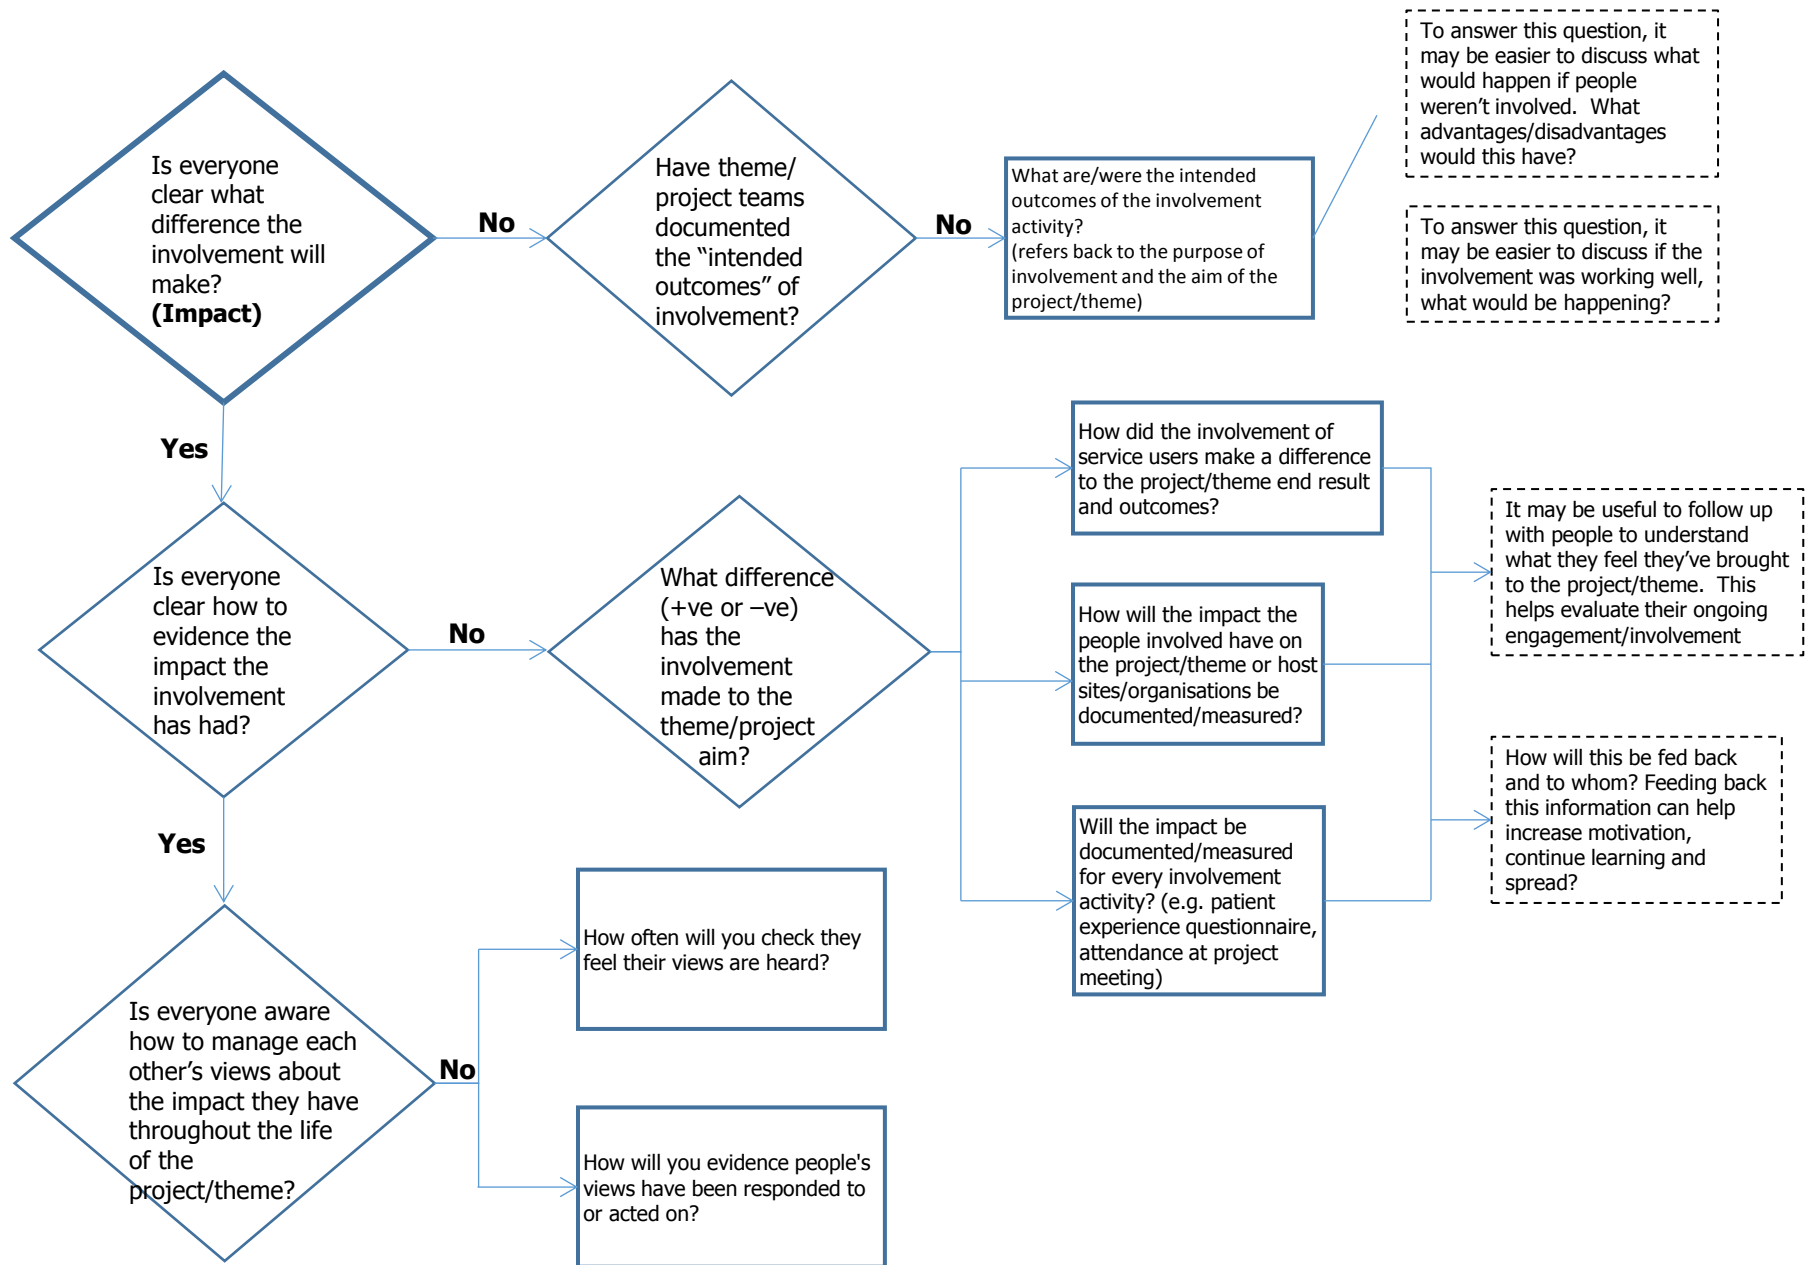 Is everyone
clear what
difference the
involvement will
make?
(Impact)
No
Have theme/
project teams
documented
the “intended
outcomes” of
involvement?
No
What are/were the intended
outcomes of the involvement
activity?
(refers back to the purpose of
involvement and the aim of the
project/theme)
To answer this question, it
may be easier to discuss what
would happen if people
weren’t involved.  What
advantages/disadvantages
would this have?
To answer this question, it
may be easier to discuss if the
involvement was working well,
what would be happening?
Yes
Is everyone
clear how to
evidence the
impact the
involvement
has had?
No
What difference
(+ve or –ve)
has the
involvement
made to the
theme/project
aim?
How did the involvement of
service users make a difference
to the project/theme end result
and outcomes?
How will the impact the
people involved have on
the project/theme or host
sites/organisations be
documented/measured?
Will the impact be
documented/measured
for every involvement
activity? (e.g. patient
experience questionnaire,
attendance at project
meeting)
It may be useful to follow up
with people to understand
what they feel they’ve brought
to the project/theme.  This
helps evaluate their ongoing
engagement/involvement
How will this be fed back
and to whom? Feeding back
this information can help
increase motivation,
continue learning and
spread?
Yes
Is everyone aware
how to manage each
other’s views about
the impact they have
throughout the life
of the
project/theme?
No
How often will you check they
feel their views are heard?
How will you evidence people's
views have been responded to
or acted on?